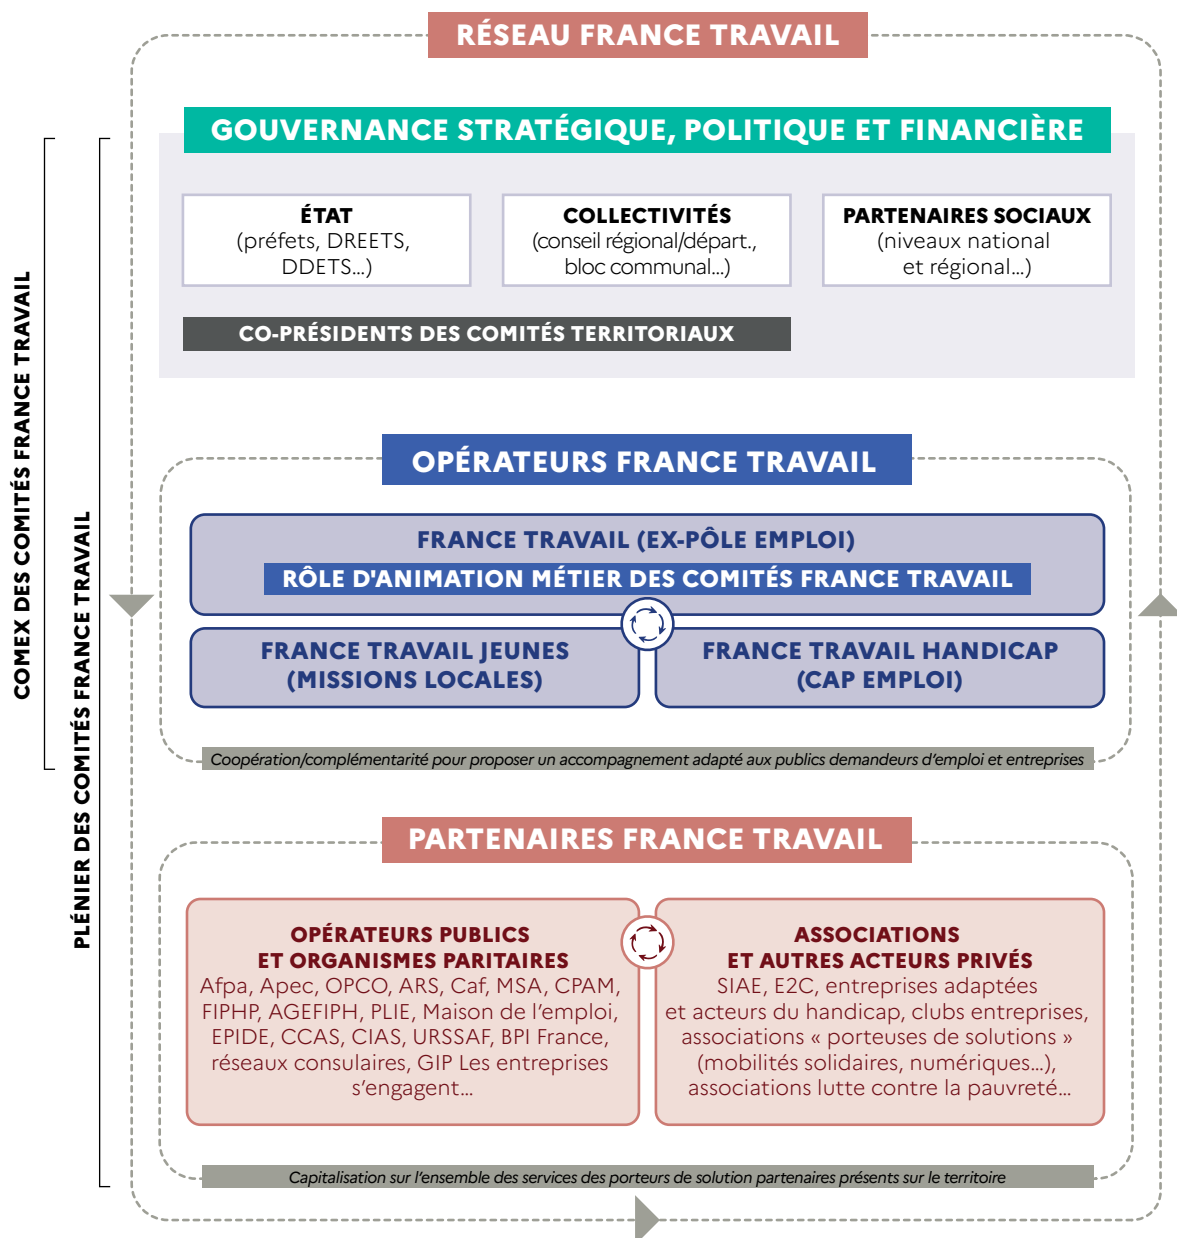 RÉSEAU FRANCE TRAVAIL
GOUVERNANCE STRATÉGIQUE, POLITIQUE ET FINANCIÈRE
ÉTAT
(préfets, DREETS,
DDETS...)
COLLECTIVITÉS
(conseil régional/départ.,
bloc communal...)
PARTENAIRES SOCIAUX
(niveaux national
et régional...)
CO-PRÉSIDENTS DES COMITÉS TERRITORIAUX
COMEX DES COMITÉS FRANCE TRAVAIL
PLÉNIER DES COMITÉS FRANCE TRAVAIL
OPÉRATEURS FRANCE TRAVAIL
FRANCE TRAVAIL (EX-PÔLE EMPLOI)
RÔLE D'ANIMATION MÉTIER DES COMITÉS FRANCE TRAVAIL
FRANCE TRAVAIL JEUNES
(MISSIONS LOCALES)
FRANCE TRAVAIL HANDICAP
(CAP EMPLOI)
Coopération/complémentarité pour proposer un accompagnement adapté aux publics demandeurs d'emploi et entreprises
PARTENAIRES FRANCE TRAVAIL
OPÉRATEURS PUBLICS
ET ORGANISMES PARITAIRES
Afpa, Apec, OPCO, ARS, Caf, MSA, CPAM,
FIPHP, AGEFIPH, PLIE, Maison de l'emploi,
EPIDE, CCAS, CIAS, URSSAF, BPI France,
réseaux consulaires, GIP Les entreprises
s'engagent...
ASSOCIATIONS
ET AUTRES ACTEURS PRIVÉS
SIAE, E2C, entreprises adaptées
et acteurs du handicap, clubs entreprises,
associations « porteuses de solutions »
(mobilités solidaires, numériques...),
associations lutte contre la pauvreté...
Capitalisation sur l'ensemble des services des porteurs de solution partenaires présents sur le territoire